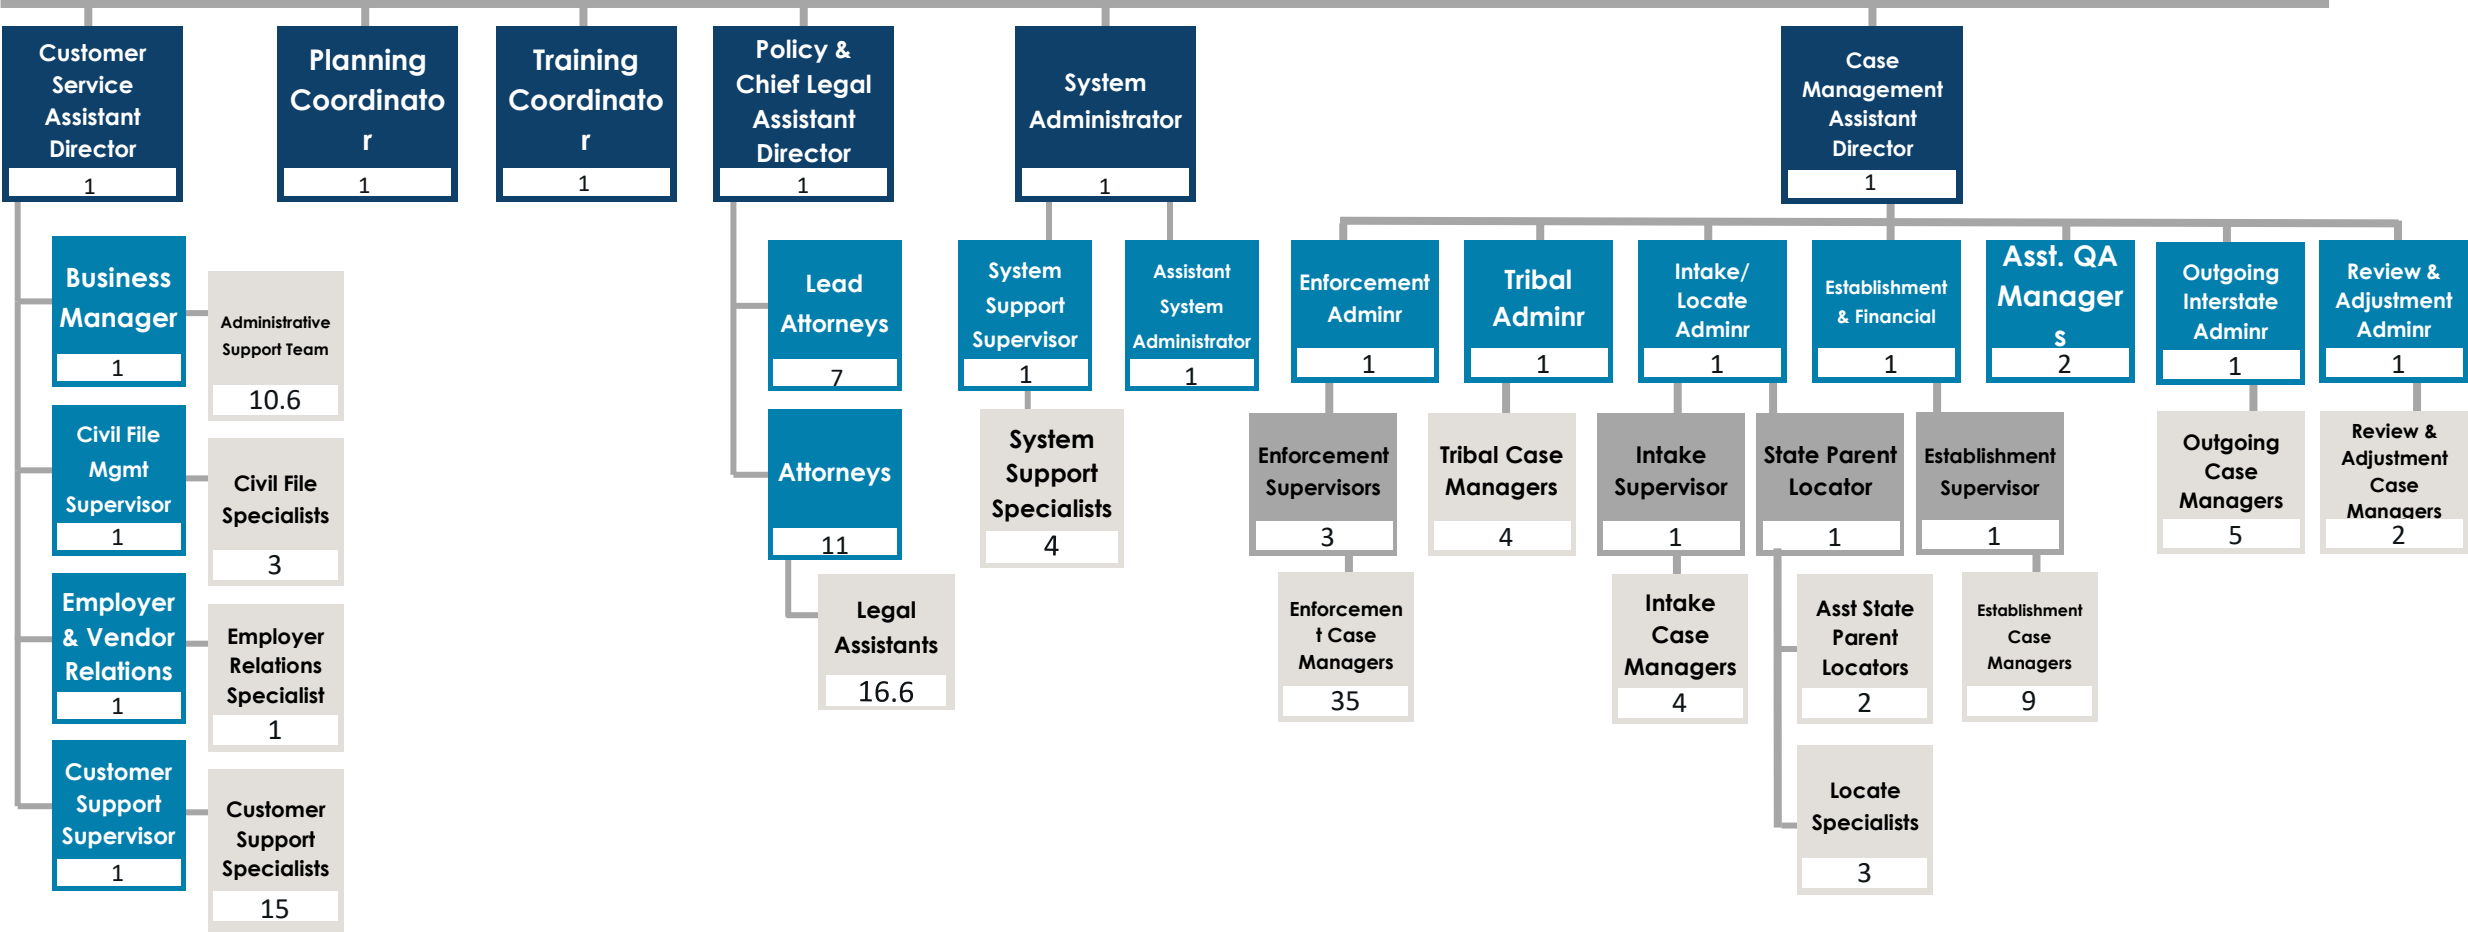 Customer
Service
Assistant
Director
1
Planning
Coordinato
r
1
Training
Coordinato
r
1
Policy &
Chief Legal
Assistant
Director
1
System
Administrator
1
Case
Management
Assistant
Director
1
Business
Manager
1
Administrative
Support Team
10.6
Civil File
Mgmt
Supervisor
1
Civil File
Specialists
3
Employer
& Vendor
Relations
1
Employer
Relations
Specialist
1
Customer
Support
Supervisor
1
Customer
Support
Specialists
15
Lead
Attorneys
7
Attorneys
11
Legal
Assistants
16.6
System
Support
Supervisor
1
System
Support
Specialists
4
Assistant
System
Administrator
1
Enforcement
Adminr
1
Enforcement
Supervisors
3
Enforcemen
t Case
Managers
35
Tribal
Adminr
1
Tribal Case
Managers
4
Intake/
Locate
Adminr
1
Intake
Supervisor
1
Intake
Case
Managers
4
State Parent
Locator
1
Asst State
Parent
Locators
2
Locate
Specialists
3
Establishment
& Financial
1
Establishment
Supervisor
1
Establishment
Case
Managers
9
Asst. QA
Manager
s
2
Outgoing
Interstate
Adminr
1
Outgoing
Case
Managers
5
Review &
Adjustment
Adminr
1
Review &
Adjustment
Case
Managers
2